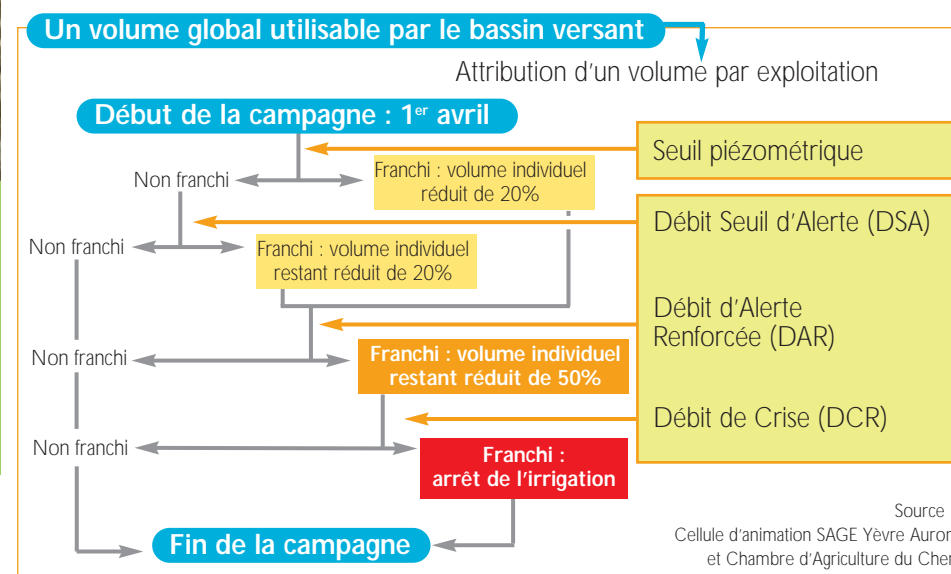 Un volume global utilisable par le bassin versant
Attribution d'un volume par exploitation
Début de la campagne : 1er avril
Seuil piézométrique
Non franchi
Franchi : volume individuel
réduit de 20%
Débit Seuil d'Alerte (DSA)
Non franchi
Franchi : volume individuel
restant réduit de 20%
Débit d'Alerte
Renforcée (DAR)
Non franchi
Franchi : volume individuel
restant réduit de 50%
Débit de Crise (DCR)
Non franchi
Franchi :
arrêt de l'irrigation
Fin de la campagne
Source
Cellule d'animation SAGE Yèvre Auron
et Chambre d'Agriculture du Cher